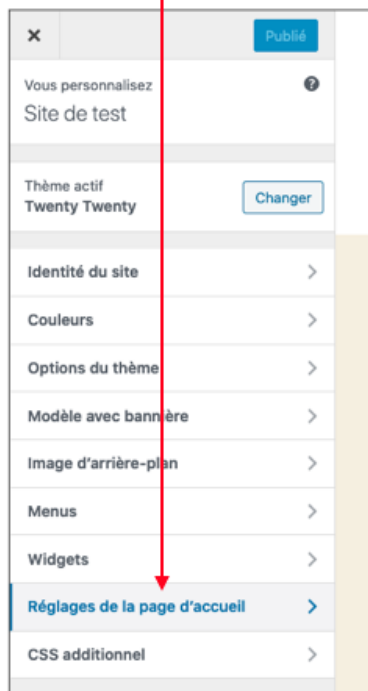 Publié
Vous personnalisez
Site de test
Thème actif
Twenty Twenty
Changer
Identité du site
Couleurs
Options du thème
Modèle avec bannière
Image d'arrière-plan
Menus
Widgets
Réglages de la page d'accueil
CSS additionnel